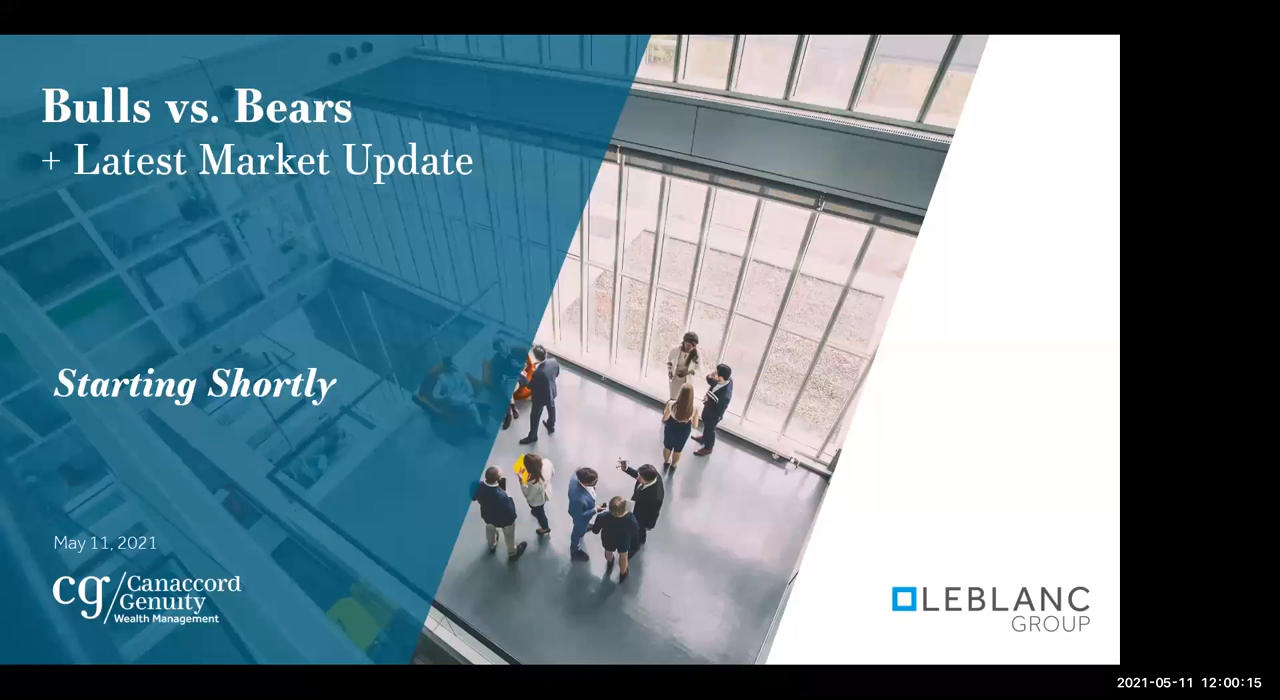 Bulls vs. Bears
+ Latest Market Update
Starting Shortly
May 11, 2021
cg/Canaccord
Genuity
Wealth Management
LEBLANC
GROUP
2021-05-11 12:00:15